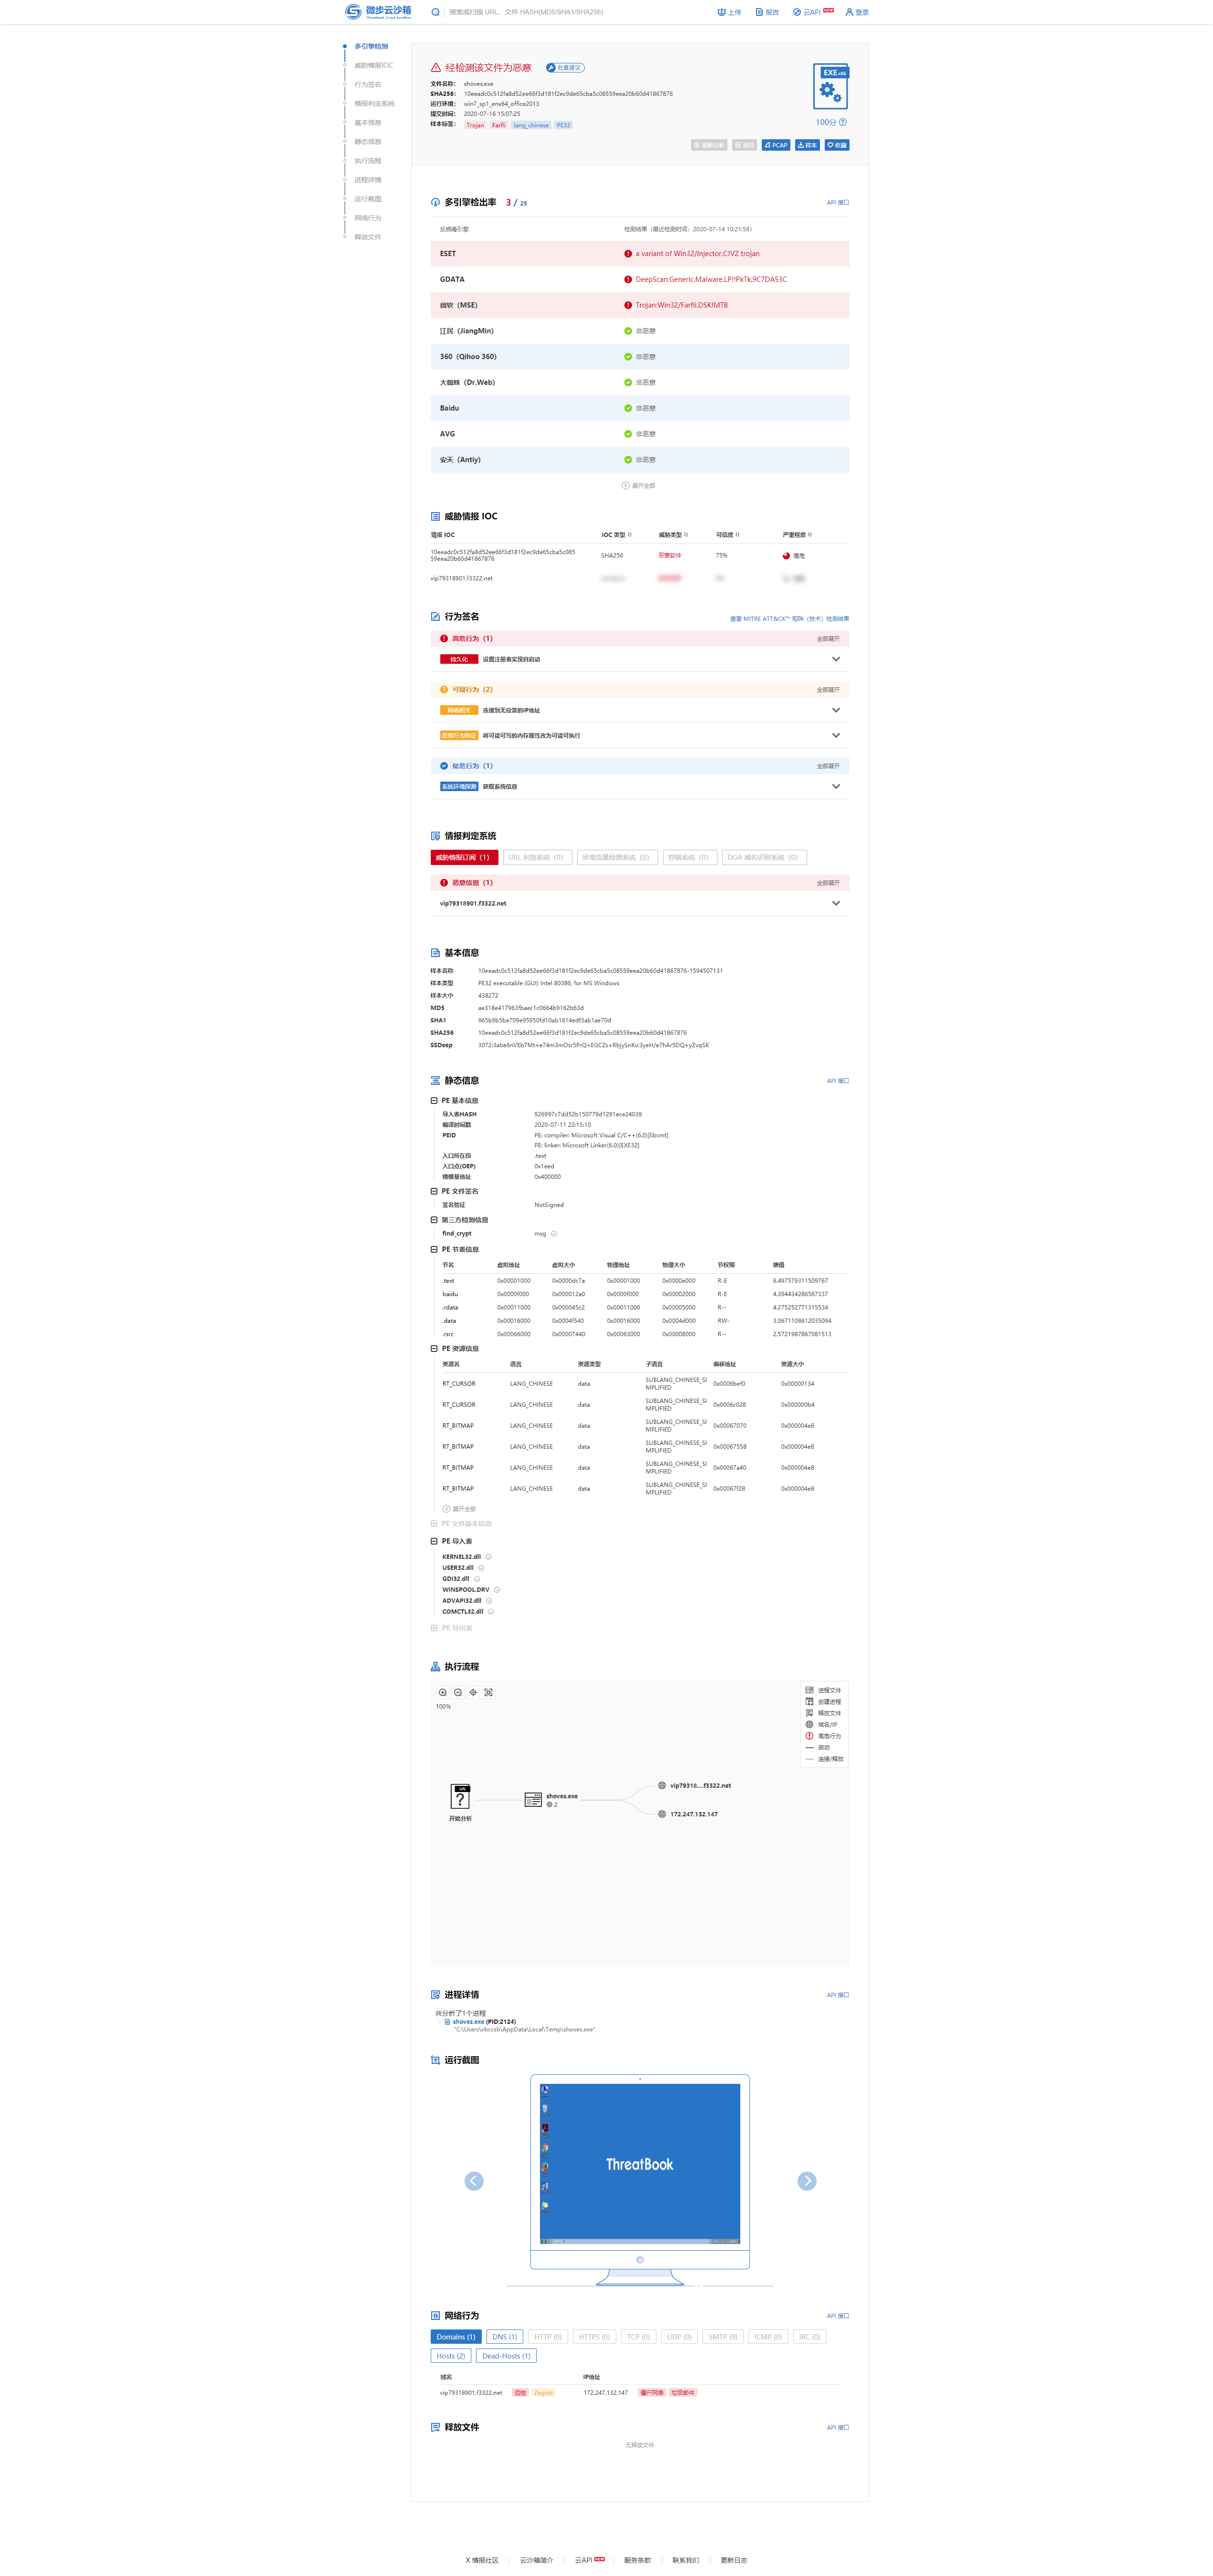 微步云沙箱
搜索或扫描 URL、文件 HASH(MD5/SHA1/SHA256)
上传
报告
云API NEW
登录
多引擎检测
威胁情报IOC
行为签名
情报判定系统
基本信息
静态信息
执行流程
进程详情
运行截图
网络行为
释放文件
经检测该文件为恶意
处置建议
文件名称： shoves.exe
SHA256： 10eeadc0c512fa8d52ee66f3d181f2ec9de65cba5c08559eea20b60d41867876
运行环境： win7_sp1_enx64_office2013
提交时间： 2020-07-16 15:07:25
样本标签： Trojan Farfli lang_chinese PE32
EXE x86
100分
重新分析 报告 PCAP 样本 收藏
多引擎检出率 3 / 25
API 接口
反病毒引擎 检测结果（最近检测时间：2020-07-14 10:21:58）
ESET a variant of Win32/Injector.CJVZ trojan
GDATA DeepScan:Generic.Malware.LP!!PkTk.9C7DA53C
微软（MSE） Trojan:Win32/Farfli.DSK!MTB
江民（JiangMin） 非恶意
360（Qihoo 360） 非恶意
大蜘蛛（Dr.Web） 非恶意
Baidu 非恶意
AVG 非恶意
安天（Antiy） 非恶意
展开全部
威胁情报 IOC
情报 IOC IOC 类型 威胁类型 可信度 严重程度
10eeadc0c512fa8d52ee66f3d181f2ec9de65cba5c085
59eea20b60d41867876 SHA256 恶意软件 75% 高危
vip79318901.f3322.net
行为签名
查看 MITRE ATT&CK™ 矩阵（技术）检测结果
高危行为（1） 全部展开
持久化 设置注册表实现自启动
可疑行为（2） 全部展开
网络相关 连接到无应答的IP地址
恶意行为特征 将可读可写的内存属性改为可读可执行
低危行为（1） 全部展开
系统环境探测 获取系统信息
情报判定系统
威胁情报订阅（1） URL 判别系统（0） 异常流量检测系统（0） 狩猎系统（0） DGA 域名识别系统（0）
恶意信息（1） 全部展开
vip79318901.f3322.net
基本信息
样本名称 10eeadc0c512fa8d52ee66f3d181f2ec9de65cba5c08559eea20b60d41867876-1594507131
样本类型 PE32 executable (GUI) Intel 80386, for MS Windows
样本大小 438272
MD5 ae318e417963fbaec1c0664b9162b63d
SHA1 965b9b5be709e95950fd10ab1614edf3ab1ae70d
SHA256 10eeadc0c512fa8d52ee66f3d181f2ec9de65cba5c08559eea20b60d41867876
SSDeep 3072:3abe6nVEb7Mt+e74m3mOsr5PrQ+EGCZs+RbjySnKv:3yeH/e7hAr5DQ+yZvqSK
静态信息
API 接口
PE 基本信息
导入表HASH 926997c7dd52b150779d1291ece24039
编译时间戳 2020-07-11 22:15:10
PEID PE: compiler: Microsoft Visual C/C++(6.0)[libcmt]
PE: linker: Microsoft Linker(6.0)[EXE32]
入口所在段 .text
入口点(OEP) 0x1eed
镜像基地址 0x400000
PE 文件签名
签名验证 NotSigned
第三方检测信息
find_crypt msg
PE 节表信息
节名 虚拟地址 虚拟大小 物理地址 物理大小 节权限 熵值
.text 0x00001000 0x0000dc7a 0x00001000 0x0000e000 R-E 6.497579311509767
baidu 0x0000f000 0x000012a0 0x0000f000 0x00002000 R-E 4.394434286567337
.rdata 0x00011000 0x000045c2 0x00011000 0x00005000 R-- 4.275252771315534
.data 0x00016000 0x0004f540 0x00016000 0x0004d000 RW- 3.0671108612035094
.rsrc 0x00066000 0x00007440 0x00063000 0x00008000 R-- 2.5721987867081513
PE 资源信息
资源名 语言 资源类型 子语言 偏移地址 资源大小
RT_CURSOR LANG_CHINESE data SUBLANG_CHINESE_SIMPLIFIED 0x0006bef0 0x00000134
RT_CURSOR LANG_CHINESE data SUBLANG_CHINESE_SIMPLIFIED 0x0006c028 0x000000b4
RT_BITMAP LANG_CHINESE data SUBLANG_CHINESE_SIMPLIFIED 0x00067070 0x000004e8
RT_BITMAP LANG_CHINESE data SUBLANG_CHINESE_SIMPLIFIED 0x00067558 0x000004e8
RT_BITMAP LANG_CHINESE data SUBLANG_CHINESE_SIMPLIFIED 0x00067a40 0x000004e8
RT_BITMAP LANG_CHINESE data SUBLANG_CHINESE_SIMPLIFIED 0x00067f28 0x000004e8
展开全部
PE 文件版本信息
PE 导入表
KERNEL32.dll
USER32.dll
GDI32.dll
WINSPOOL.DRV
ADVAPI32.dll
COMCTL32.dll
PE 导出表
执行流程
100%
进程文件
创建进程
释放文件
域名/IP
高危行为
启动
连接/释放
UN
开始分析
shoves.exe
2
vip79318....f3322.net
172.247.132.147
进程详情
API 接口
共分析了1个进程
shoves.exe (PID:2124)
"C:\Users\vbccsb\AppData\Local\Temp\shoves.exe"
运行截图
ThreatBook
网络行为
API 接口
Domains (1) DNS (1) HTTP (0) HTTPS (0) TCP (0) UDP (0) SMTP (0) ICMP (0) IRC (0)
Hosts (2) Dead-Hosts (1)
域名 IP地址
vip79318901.f3322.net 远控 Zegost 172.247.132.147 僵尸网络 垃圾邮件
释放文件
API 接口
无释放文件
X 情报社区 云沙箱简介 云API NEW 服务条款 联系我们 更新日志